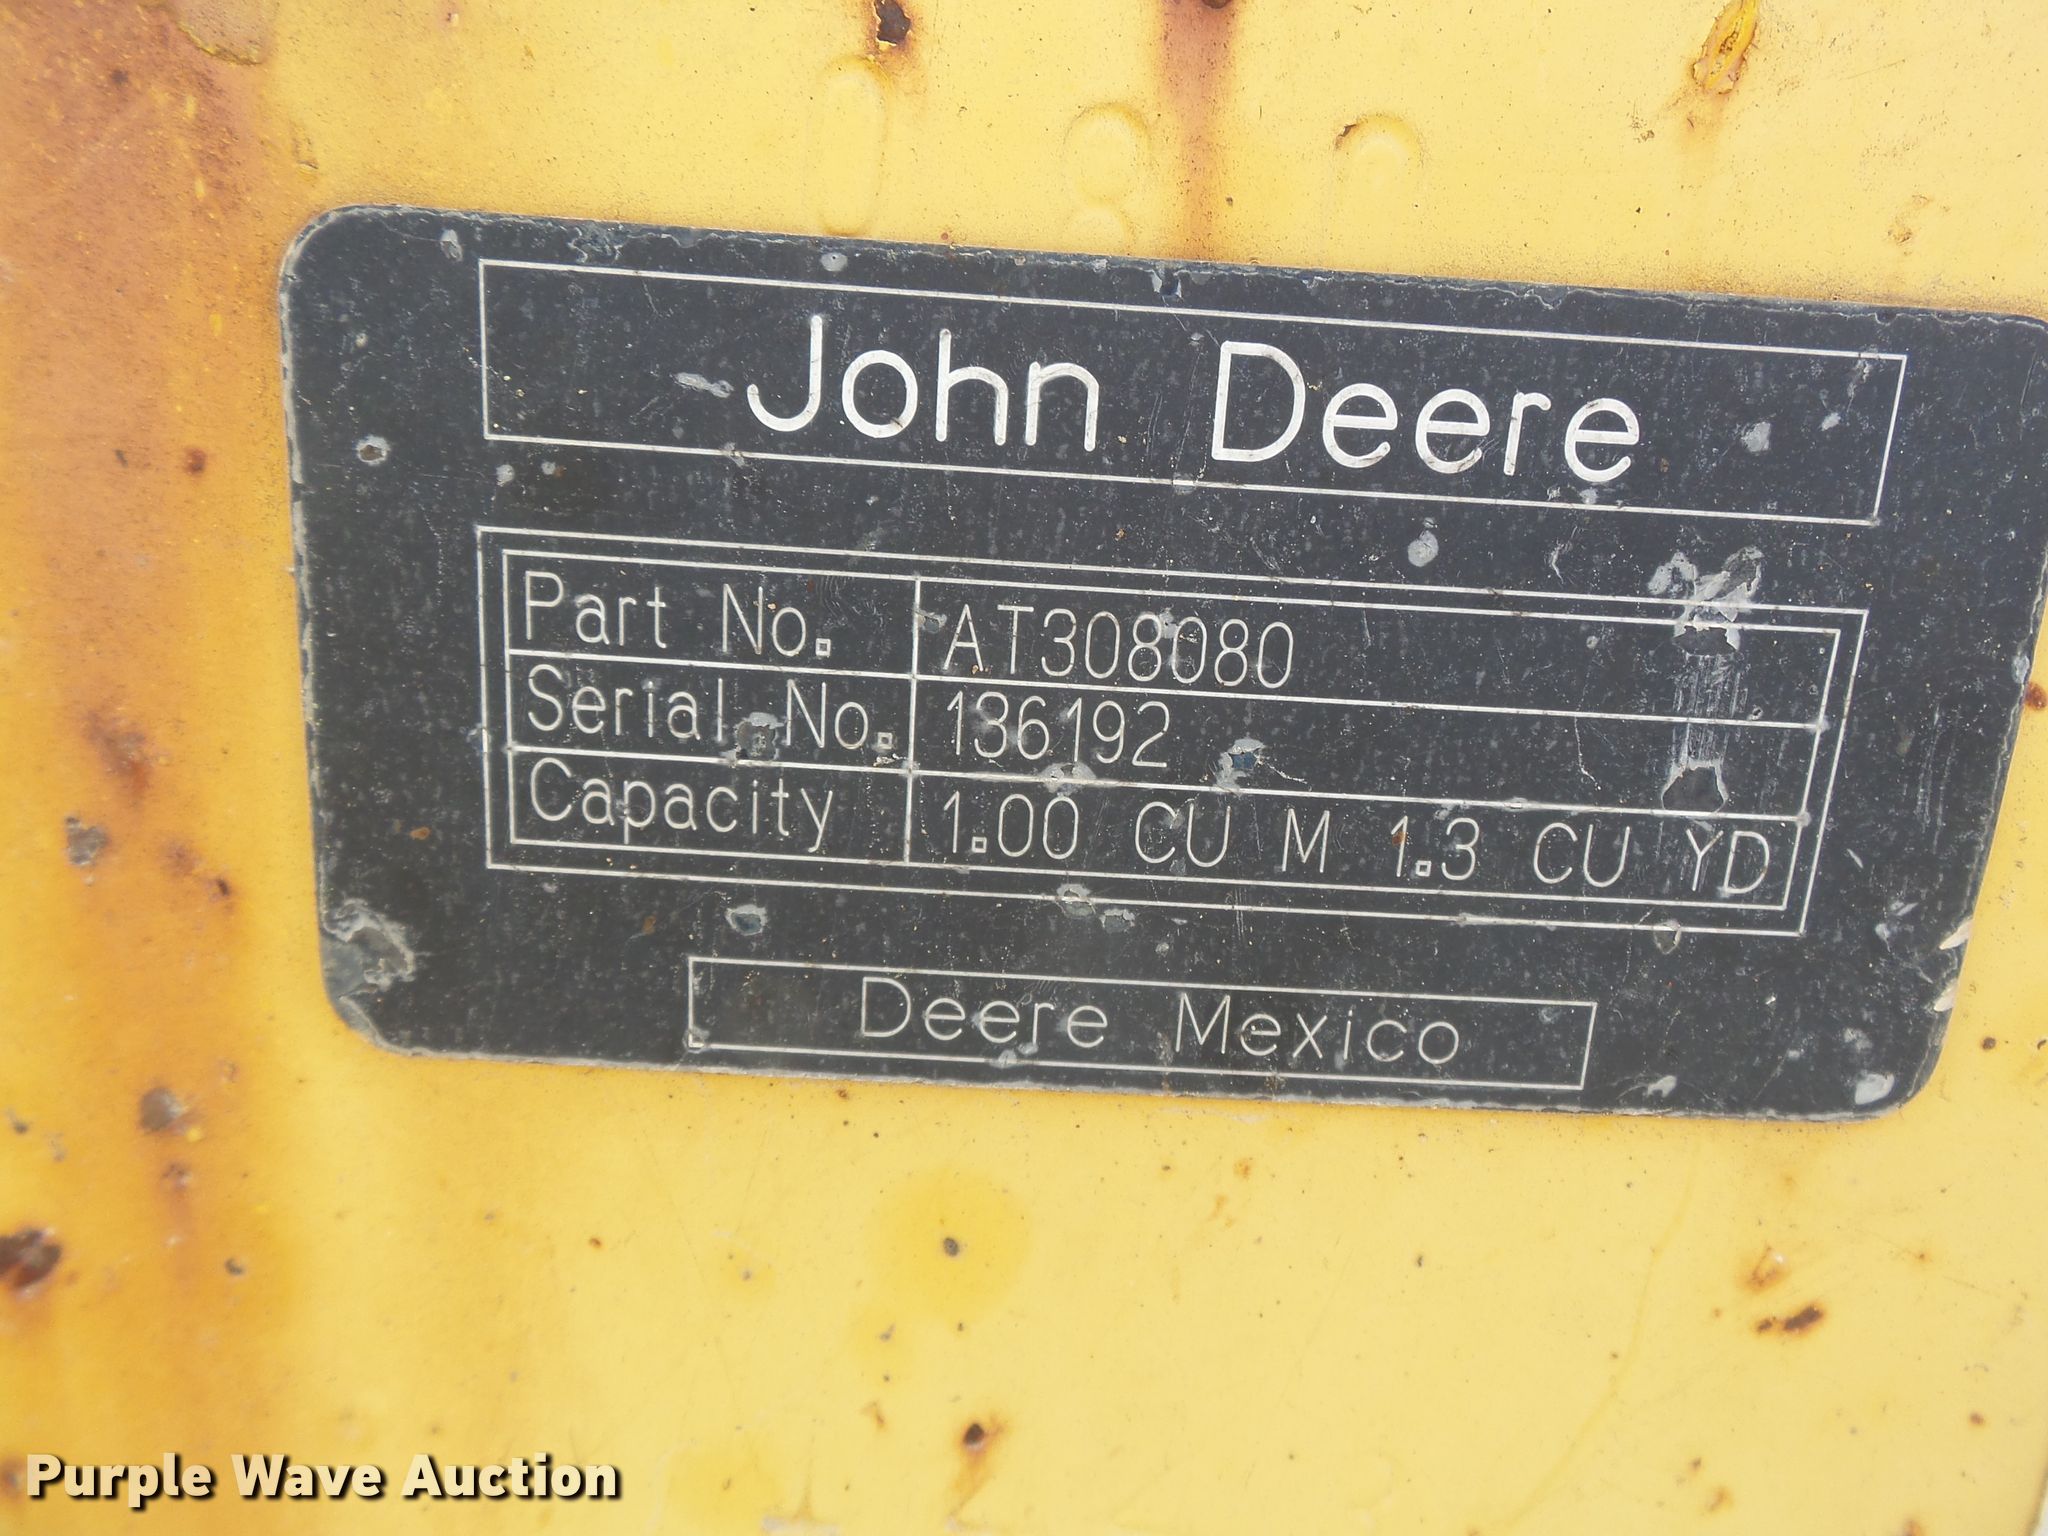 John Deere
Part No. AT308080
Serial No. 136192
Capacity 1.00 CU M 1.3 CU YD
Deere Mexico
Purple Wave Auction